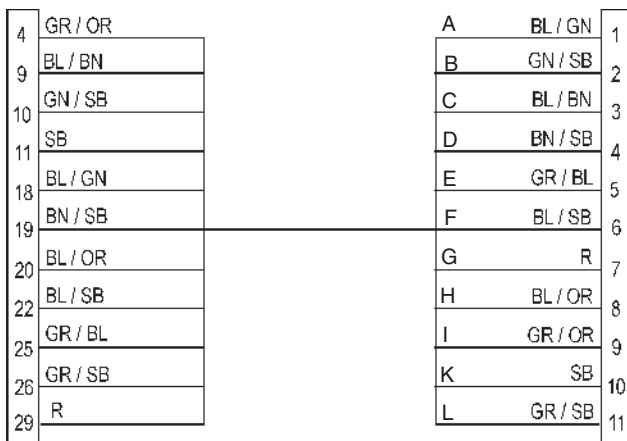 4 GR / OR A BL / GN 1
9 BL / BN B GN / SB 2
10 GN / SB C BL / BN 3
11 SB D BN / SB 4
18 BL / GN E GR / BL 5
19 BN / SB F BL / SB 6
20 BL / OR G R 7
22 BL / SB H BL / OR 8
25 GR / BL I GR / OR 9
26 GR / SB K SB 10
29 R L GR / SB 11